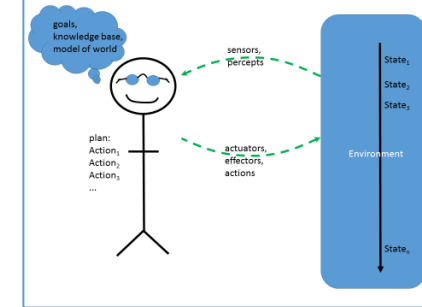 goals,
knowledge base,
model of world
sensors,
percepts
plan:
Action₁
Action₂
Action₃
...
actuators,
effectors,
actions
State₁
State₂
State₃
Environment
Stateₙ